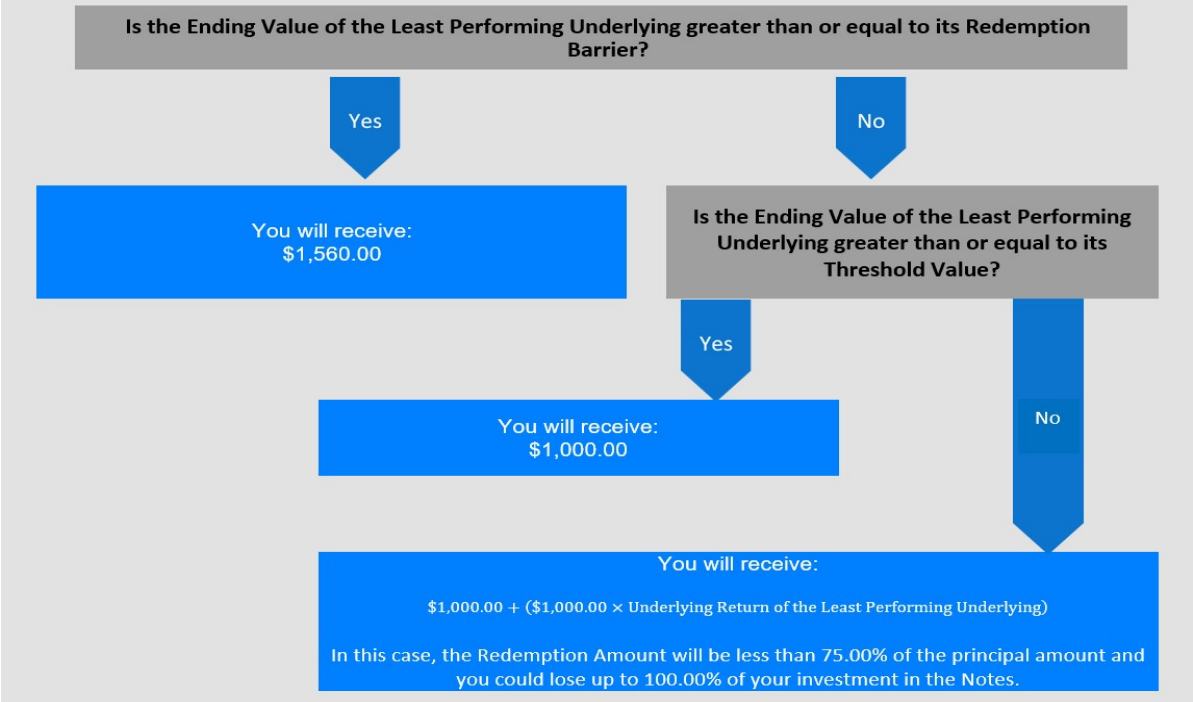 Is the Ending Value of the Least Performing Underlying greater than or equal to its Redemption
Barrier?
Yes
No
You will receive:
$1,560.00
Is the Ending Value of the Least Performing
Underlying greater than or equal to its
Threshold Value?
Yes
No
You will receive:
$1,000.00
You will receive:
$1,000.00 + ($1,000.00 × Underlying Return of the Least Performing Underlying)
In this case, the Redemption Amount will be less than 75.00% of the principal amount and
you could lose up to 100.00% of your investment in the Notes.